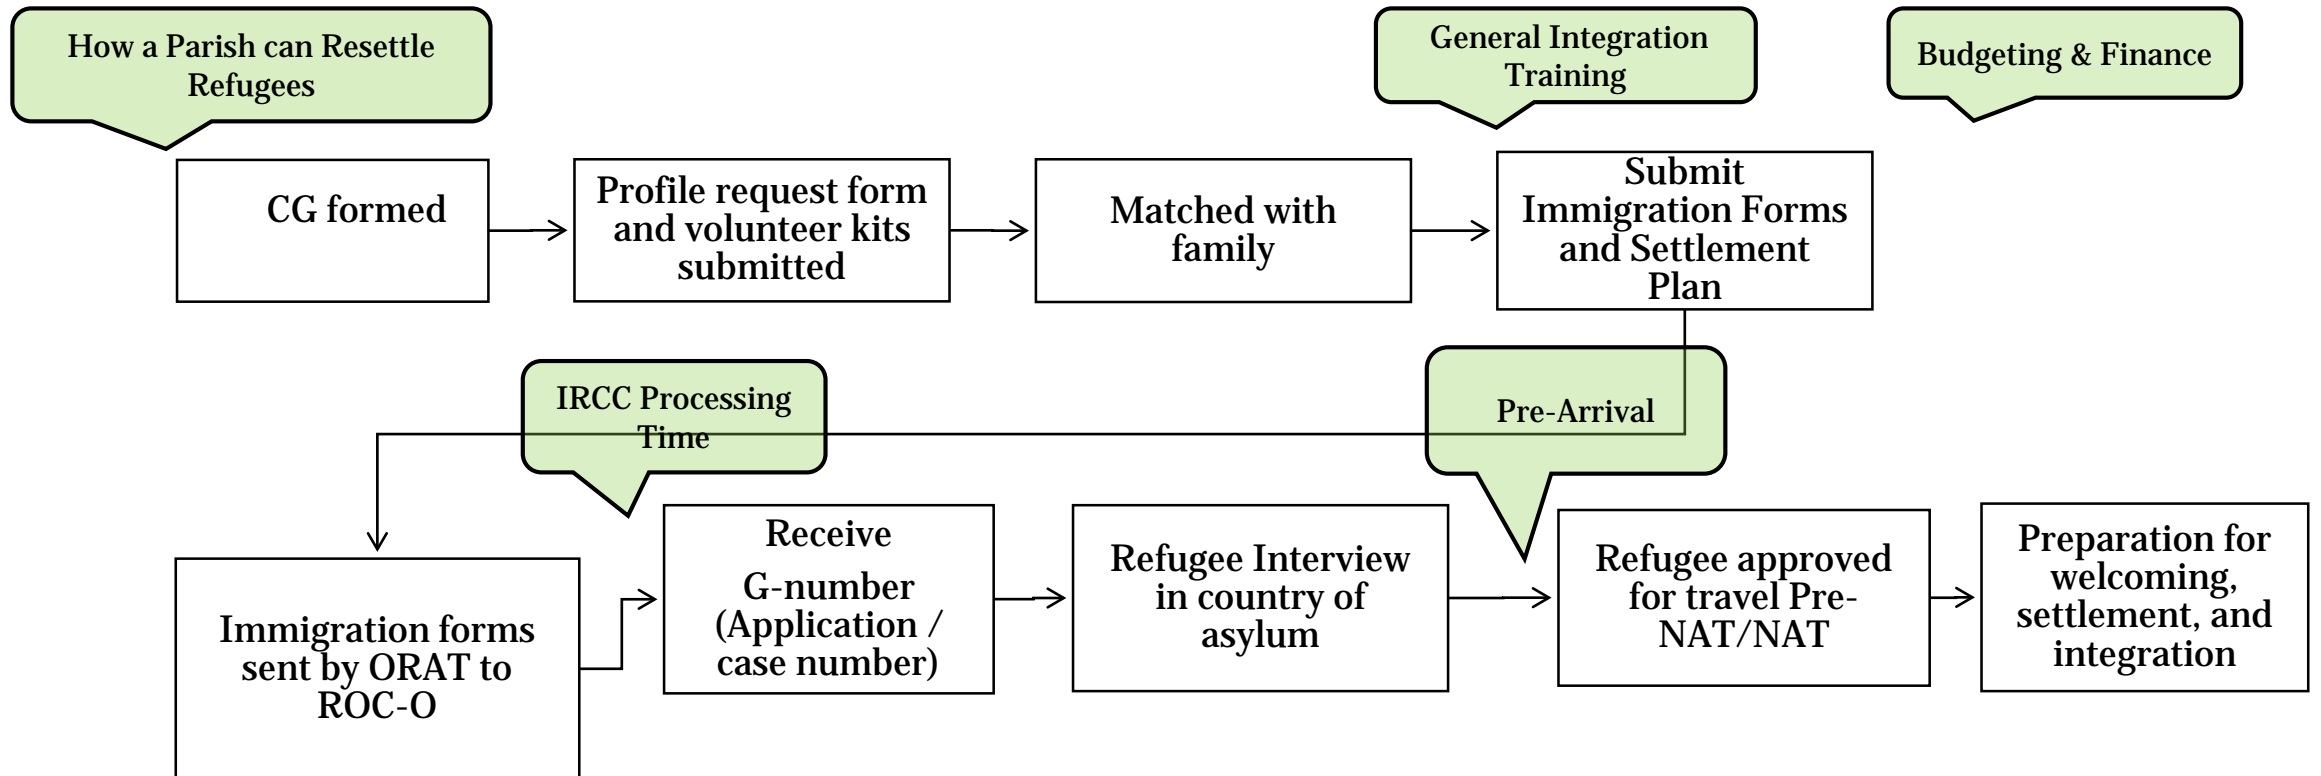 How a Parish can Resettle
Refugees
General Integration
Training
Budgeting & Finance
CG formed
Profile request form
and volunteer kits
submitted
Matched with
family
Submit
Immigration Forms
and Settlement
Plan
IRCC Processing
Time
Pre-Arrival
Immigration forms
sent by ORAT to
ROC-O
Receive
G-number
(Application /
case number)
Refugee Interview
in country of
asylum
Refugee approved
for travel Pre-
NAT/NAT
Preparation for
welcoming,
settlement, and
integration